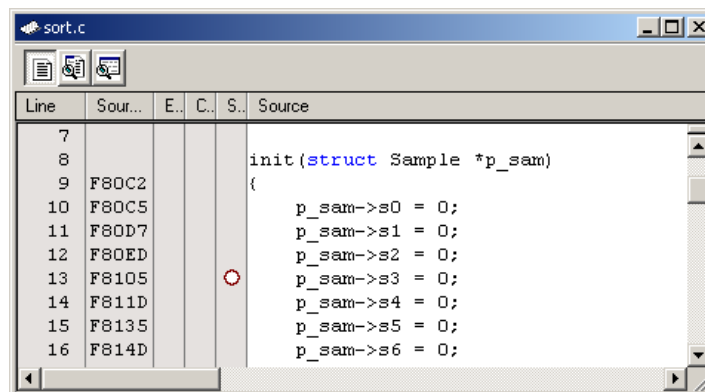 sort.c
Line Sour... E.. C.. S.. Source
7
8 init(struct Sample *p_sam)
9 F80C2 {
10 F80C5 p_sam->s0 = 0;
11 F80D7 p_sam->s1 = 0;
12 F80ED p_sam->s2 = 0;
13 F8105 p_sam->s3 = 0;
14 F811D p_sam->s4 = 0;
15 F8135 p_sam->s5 = 0;
16 F814D p_sam->s6 = 0;